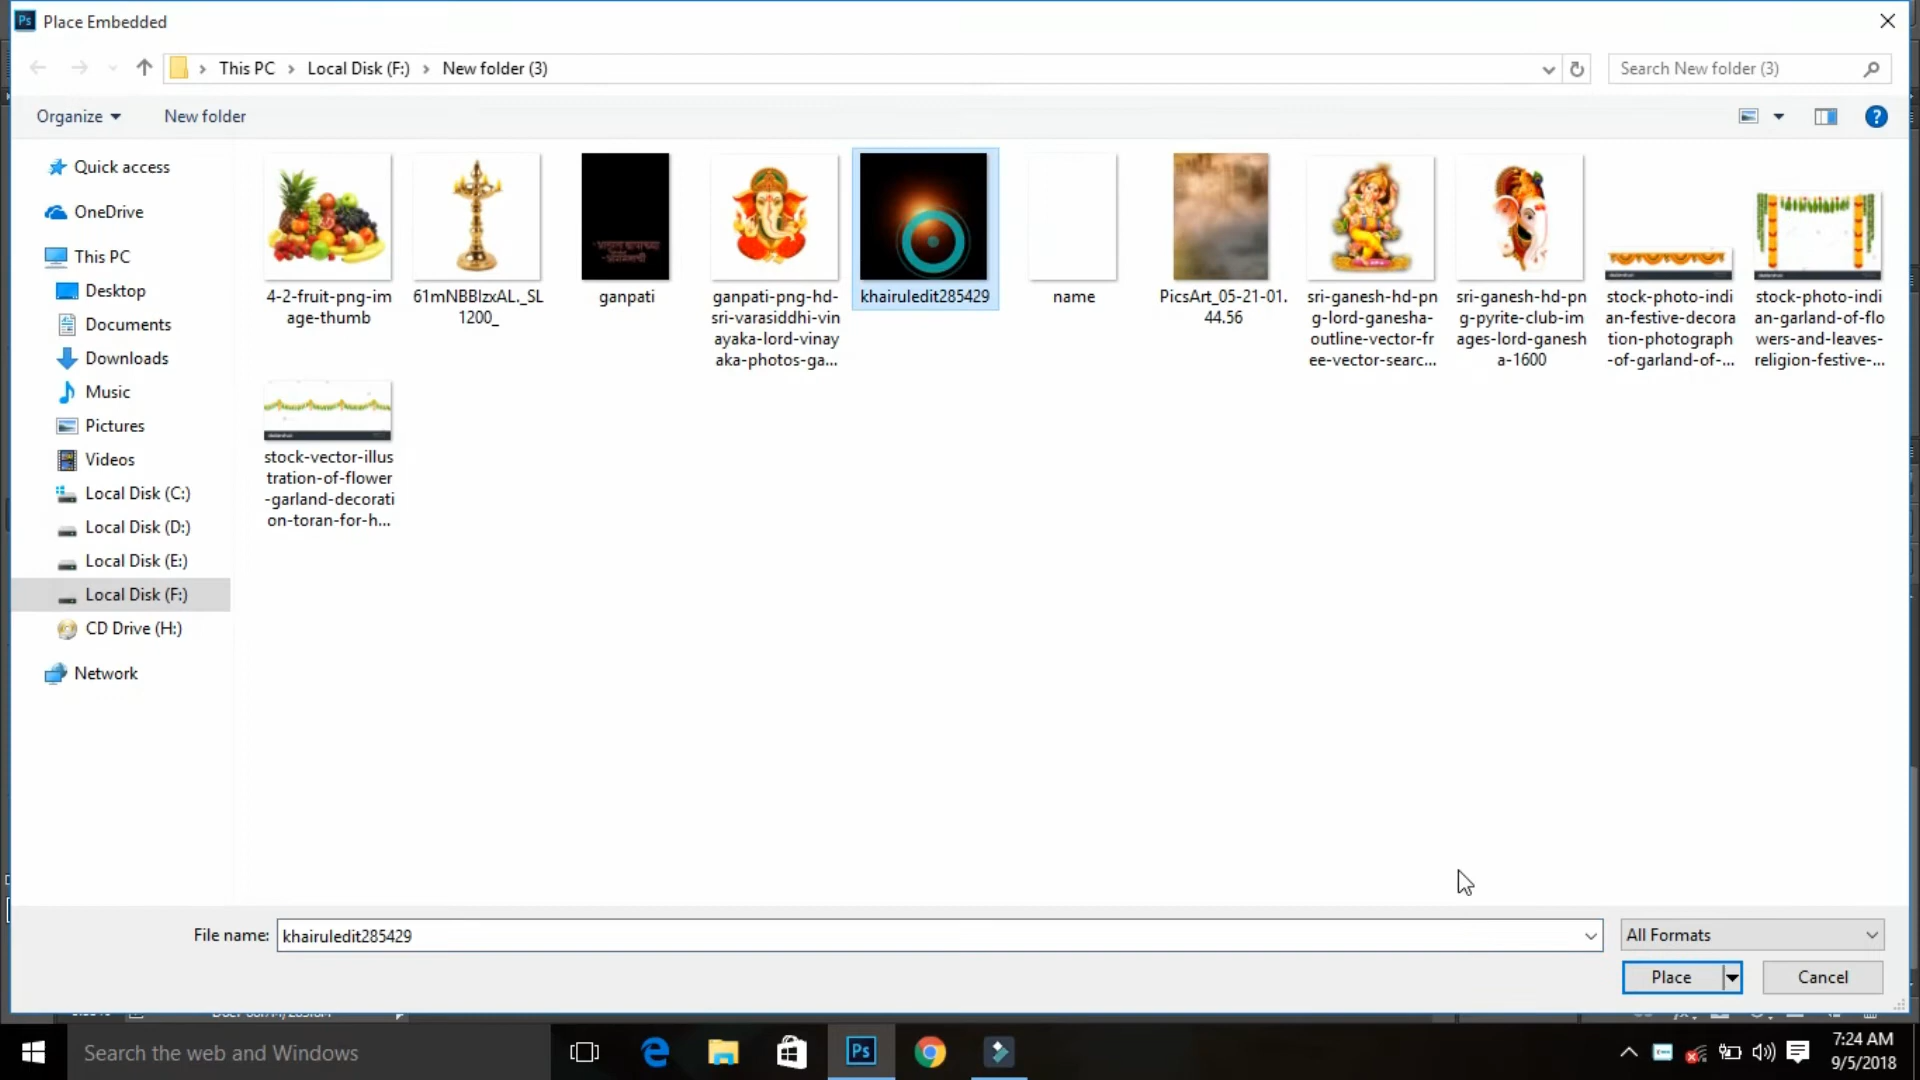 Ps Place Embedded
This PC Local Disk (F:) New folder (3)
Search New folder (3)
Organize New folder
Quick access
OneDrive
This PC
Desktop
Documents
Downloads
Music
Pictures
Videos
Local Disk (C:)
Local Disk (D:)
Local Disk (E:)
Local Disk (F:)
CD Drive (H:)
Network
4-2-fruit-png-im
age-thumb
61mNBBIzxAL._SL
1200_
ganpati
ganpati-png-hd-
sri-varasiddhi-vin
ayaka-lord-vinay
aka-photos-ga...
khairuledit285429
name
PicsArt_05-21-01.
44.56
sri-ganesh-hd-pn
g-lord-ganesha-
outline-vector-fr
ee-vector-searc...
sri-ganesh-hd-pn
g-pyrite-club-im
ages-lord-ganesh
a-1600
stock-photo-indi
an-festive-decora
tion-photograph
-of-garland-of-...
stock-photo-indi
an-garland-of-flo
wers-and-leaves-
religion-festive-...
stock-vector-illus
tration-of-flower
-garland-decorati
on-toran-for-h...
File name: khairuledit285429
All Formats
Place Cancel
Search the web and Windows
Ps
7:24 AM
9/5/2018